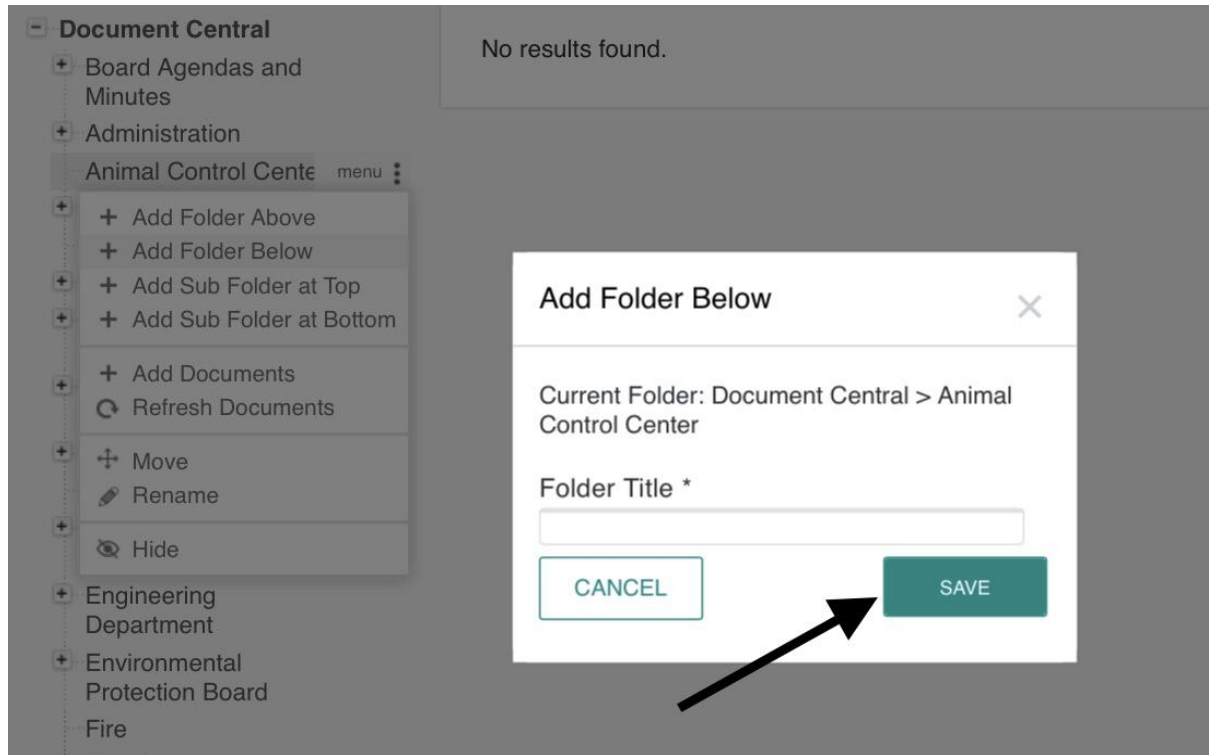 Document Central
Board Agendas and
Minutes
Administration
Animal Control Cente
menu
Add Folder Above
Add Folder Below
Add Sub Folder at Top
Add Sub Folder at Bottom
Add Documents
Refresh Documents
Move
Rename
Hide
Engineering
Department
Environmental
Protection Board
Fire
No results found.
Add Folder Below
Current Folder: Document Central > Animal
Control Center
Folder Title *
CANCEL
SAVE